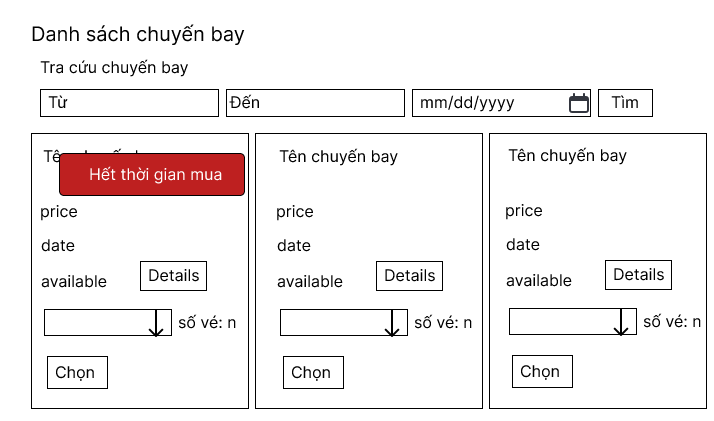 Danh sách chuyến bay
Tra cứu chuyến bay
Từ
Đến
mm/dd/yyyy
Tìm
Hết thời gian mua
price
date
available
Details
số vé: n
Chọn
Tên chuyến bay
price
date
available
Details
số vé: n
Chọn
Tên chuyến bay
price
date
available
Details
số vé: n
Chọn